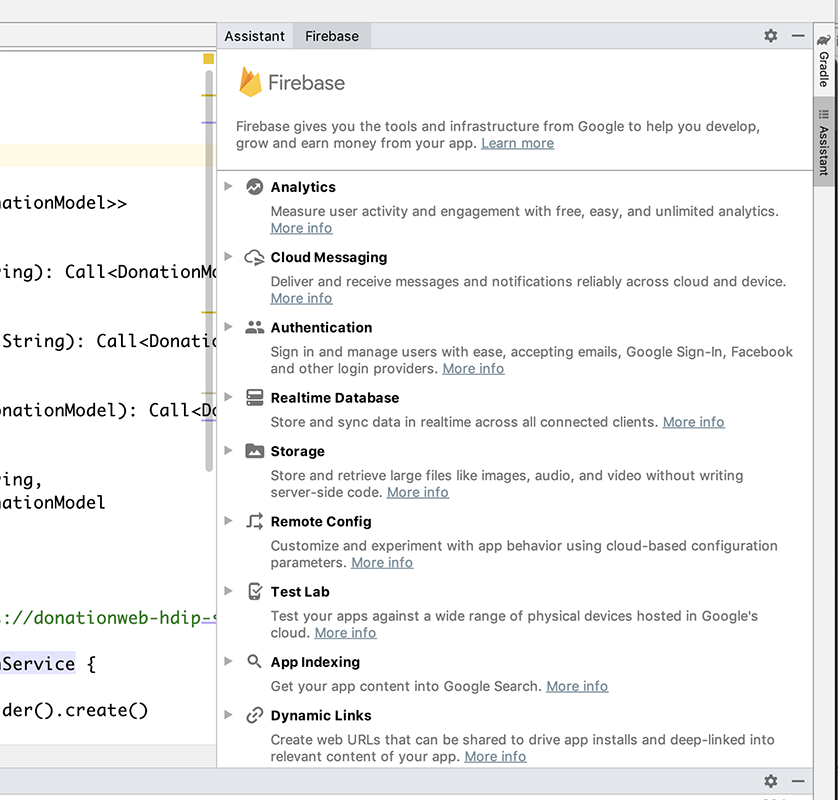 Assistant Firebase
Gradle
Assistant
Firebase
Firebase gives you the tools and infrastructure from Google to help you develop,
grow and earn money from your app. Learn more
Analytics
Measure user activity and engagement with free, easy, and unlimited analytics.
More info
Cloud Messaging
Deliver and receive messages and notifications reliably across cloud and device.
More info
Authentication
Sign in and manage users with ease, accepting emails, Google Sign-In, Facebook
and other login providers. More info
Realtime Database
Store and sync data in realtime across all connected clients. More info
Storage
Store and retrieve large files like images, audio, and video without writing
server-side code. More info
Remote Config
Customize and experiment with app behavior using cloud-based configuration
parameters. More info
Test Lab
Test your apps against a wide range of physical devices hosted in Google's
cloud. More info
App Indexing
Get your app content into Google Search. More info
Dynamic Links
Create web URLs that can be shared to drive app installs and deep-linked into
relevant content of your app. More info
ationModel>>
ing): Call<DonationMo
String): Call<Donatio
onationModel): Call<Do
ing,
ationModel
://donationweb-hdip-s
Service {
der().create()